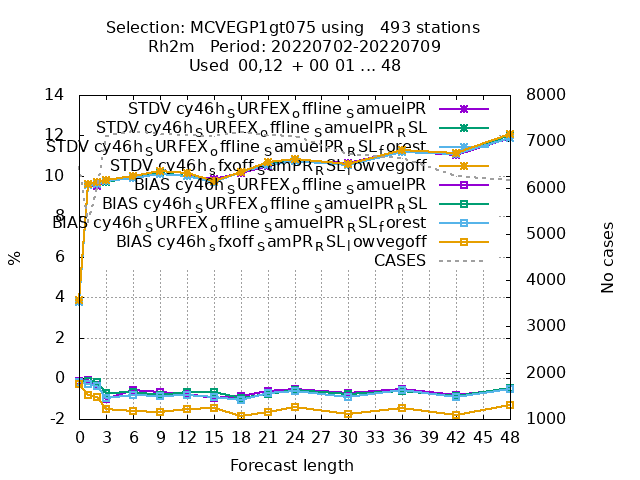 Selection: MCVEGP1gt075 using 493 stations
Rh2m Period: 20220702-20220709
Used 00,12 + 00 01 ... 48
14
12
10
8
6
4
2
0
-2
%
8000
7000
6000
5000
4000
3000
2000
1000
No cases
STDV cy46h_SURFEX_offline_SamuelPR
STDV cy46h_SURFEX_offline_SamuelPR_RSL
STDV cy46h_SURFEX_offline_SamuelPR_RSL_forest
STDV cy46h_sfxoff_SamPR_RSL_lowvegoff
BIAS cy46h_SURFEX_offline_SamuelPR
BIAS cy46h_SURFEX_offline_SamuelPR_RSL
BIAS cy46h_SURFEX_offline_SamuelPR_RSL_forest
BIAS cy46h_sfxoff_SamPR_RSL_lowvegoff
CASES
0 3 6 9 12 15 18 21 24 27 30 33 36 39 42 45 48
Forecast length